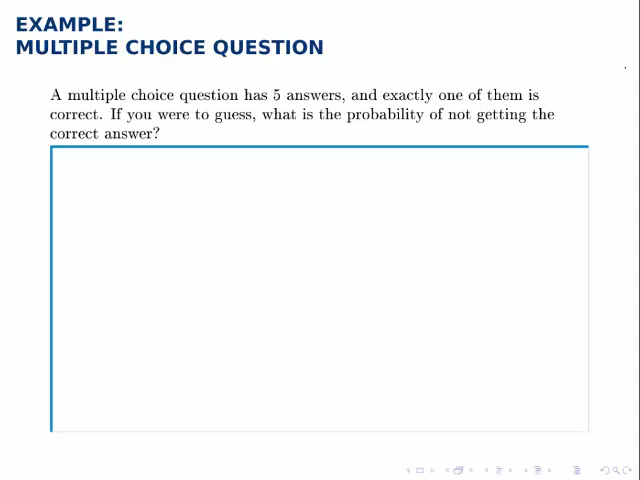 EXAMPLE:
MULTIPLE CHOICE QUESTION
A multiple choice question has 5 answers, and exactly one of them is
correct. If you were to guess, what is the probability of not getting the
correct answer?